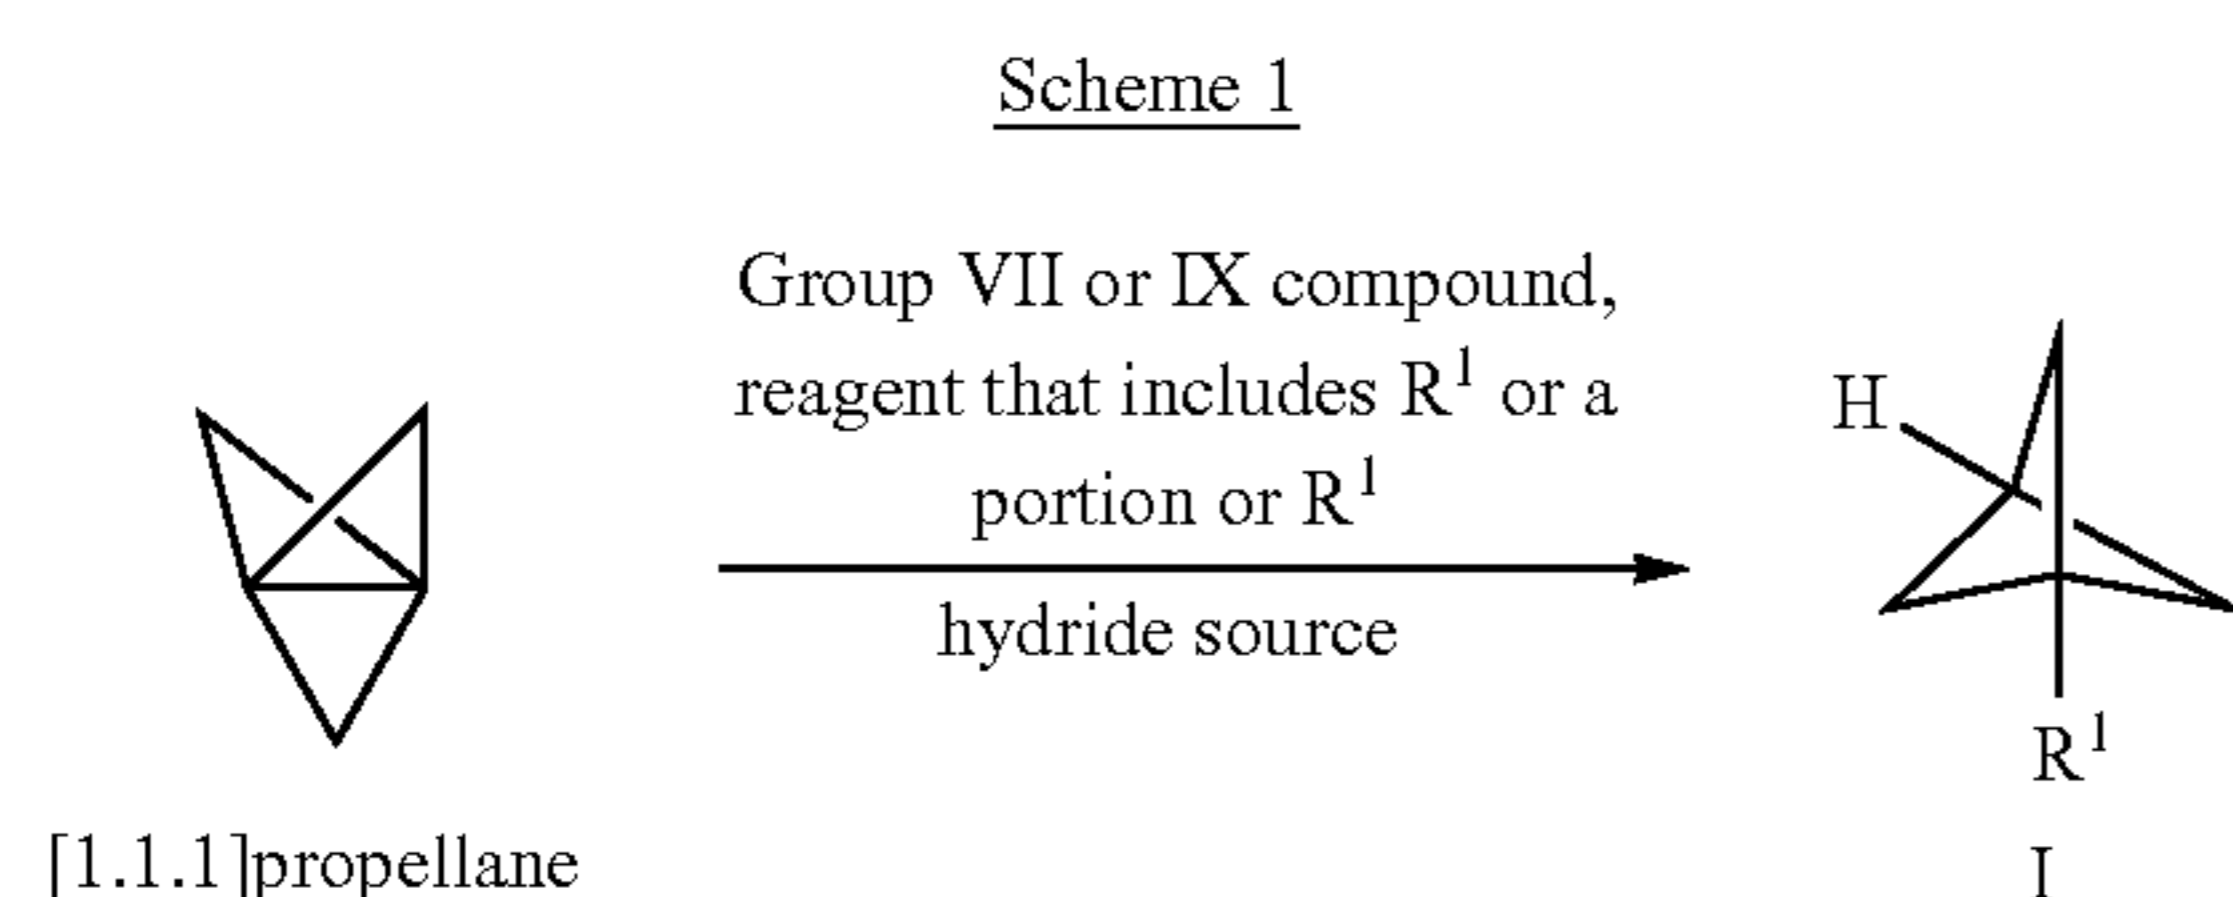 Scheme 1
Group VII or IX compound,
reagent that includes R¹ or a
portion or R¹
hydride source
H
R¹
[1.1.1]propellane
I